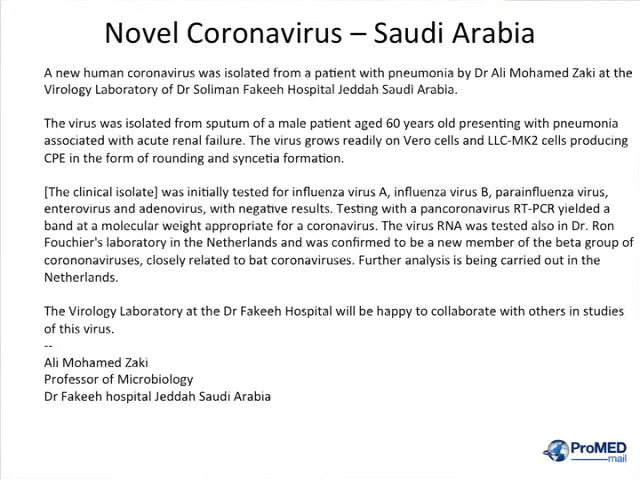 Novel Coronavirus – Saudi Arabia
A new human coronavirus was isolated from a patient with pneumonia by Dr Ali Mohamed Zaki at the
Virology Laboratory of Dr Soliman Fakeeh Hospital Jeddah Saudi Arabia.
The virus was isolated from sputum of a male patient aged 60 years old presenting with pneumonia
associated with acute renal failure. The virus grows readily on Vero cells and LLC-MK2 cells producing
CPE in the form of rounding and syncetia formation.
[The clinical isolate] was initially tested for influenza virus A, influenza virus B, parainfluenza virus,
enterovirus and adenovirus, with negative results. Testing with a pancoronavirus RT-PCR yielded a
band at a molecular weight appropriate for a coronavirus. The virus RNA was tested also in Dr. Ron
Fouchier's laboratory in the Netherlands and was confirmed to be a new member of the beta group of
corononaviruses, closely related to bat coronaviruses. Further analysis is being carried out in the
Netherlands.
The Virology Laboratory at the Dr Fakeeh Hospital will be happy to collaborate with others in studies
of this virus.
--
Ali Mohamed Zaki
Professor of Microbiology
Dr Fakeeh hospital Jeddah Saudi Arabia
ProMED
mail